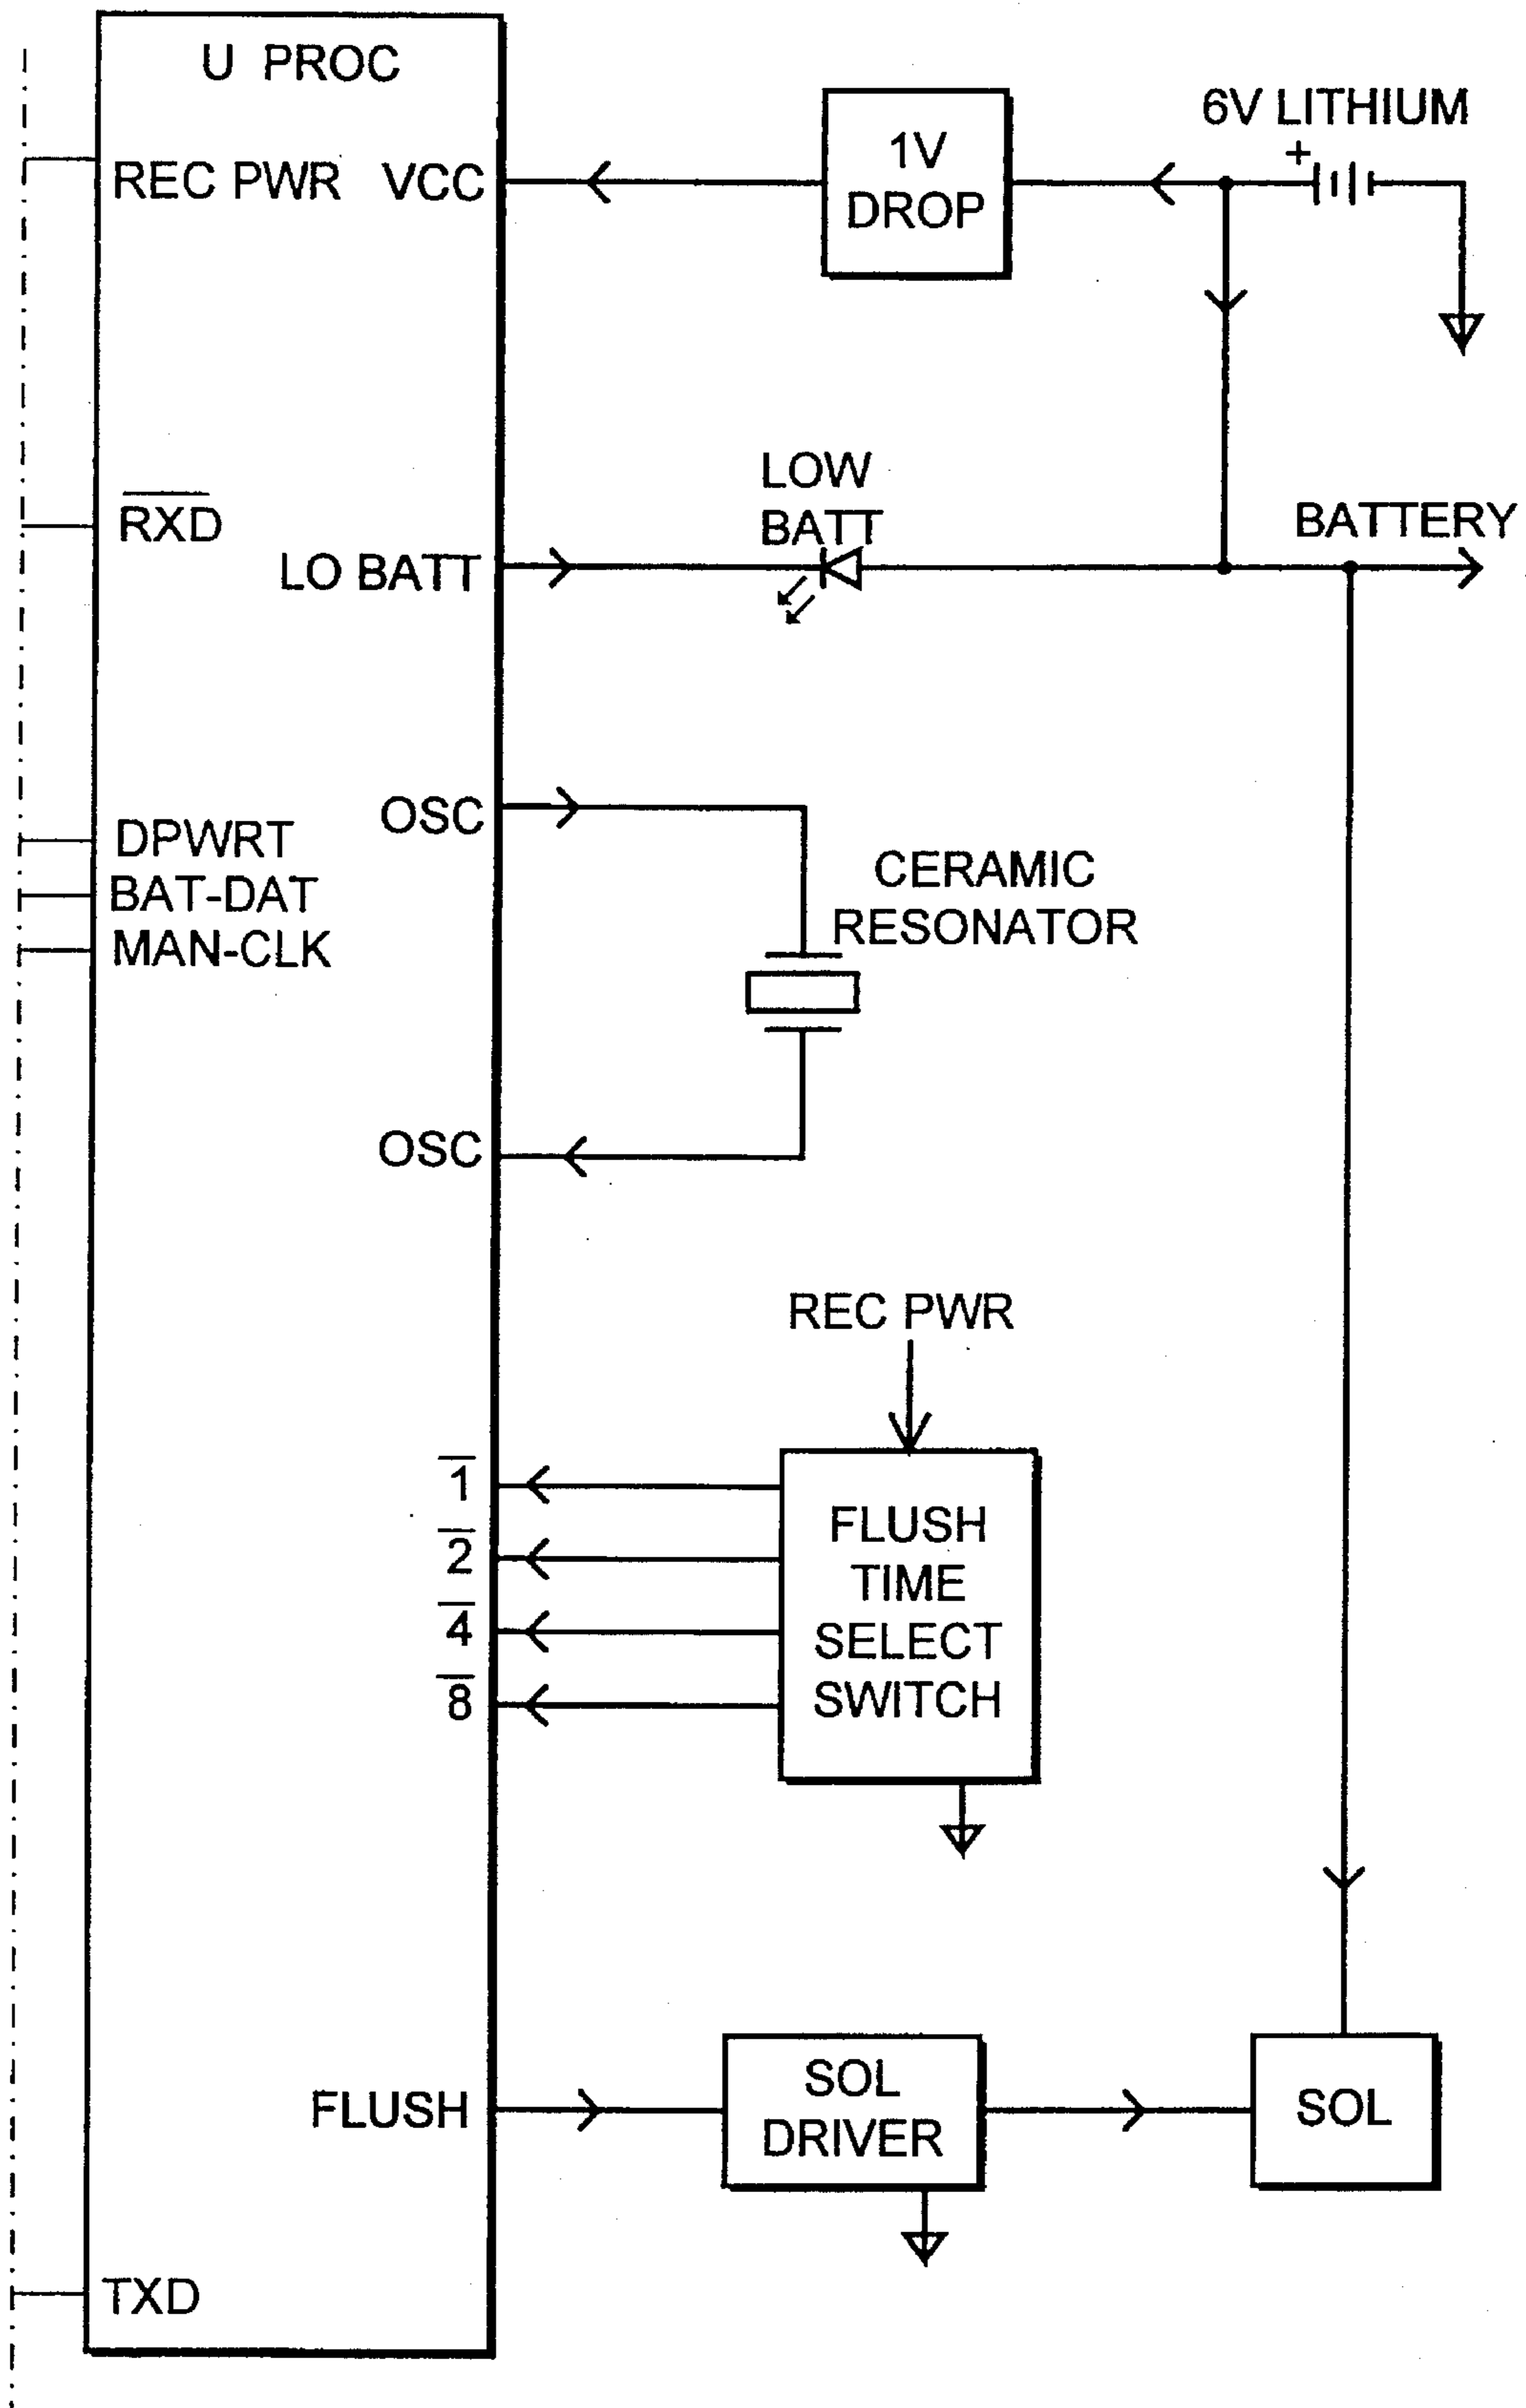 U PROC
6V LITHIUM
+
1V
DROP
REC PWR
VCC
LOW
BATT
BATTERY
R̅X̅D̅
LO BATT
OSC
DPWRT
CERAMIC
RESONATOR
BAT-DAT
MAN-CLK
OSC
REC PWR
1̅
2̅
4̅
8̅
FLUSH
TIME
SELECT
SWITCH
FLUSH
SOL
DRIVER
SOL
TXD